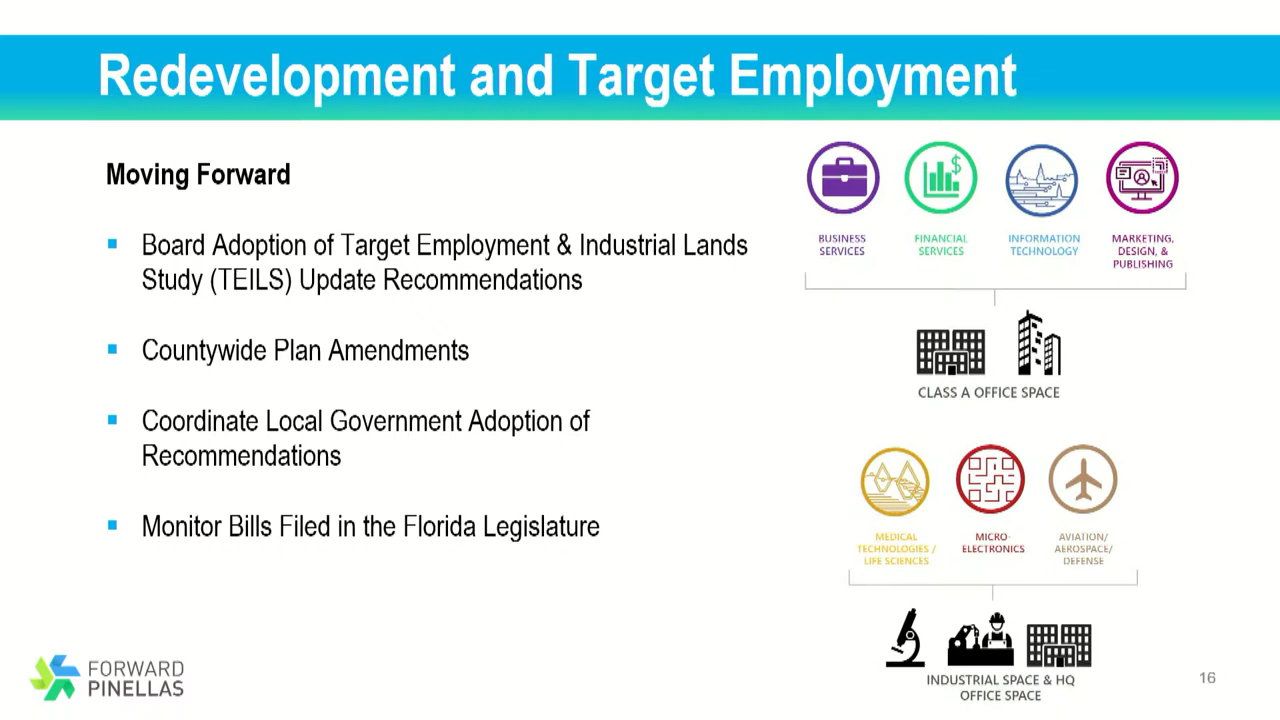 Redevelopment and Target Employment
Moving Forward
Board Adoption of Target Employment & Industrial Lands
Study (TEILS) Update Recommendations
Countywide Plan Amendments
Coordinate Local Government Adoption of
Recommendations
Monitor Bills Filed in the Florida Legislature
BUSINESS
SERVICES
FINANCIAL
SERVICES
INFORMATION
TECHNOLOGY
MARKETING,
DESIGN, &
PUBLISHING
CLASS A OFFICE SPACE
MEDICAL
TECHNOLOGIES /
LIFE SCIENCES
MICRO-
ELECTRONICS
AVIATION/
AEROSPACE/
DEFENSE
INDUSTRIAL SPACE & HQ
OFFICE SPACE
FORWARD
PINELLAS
16